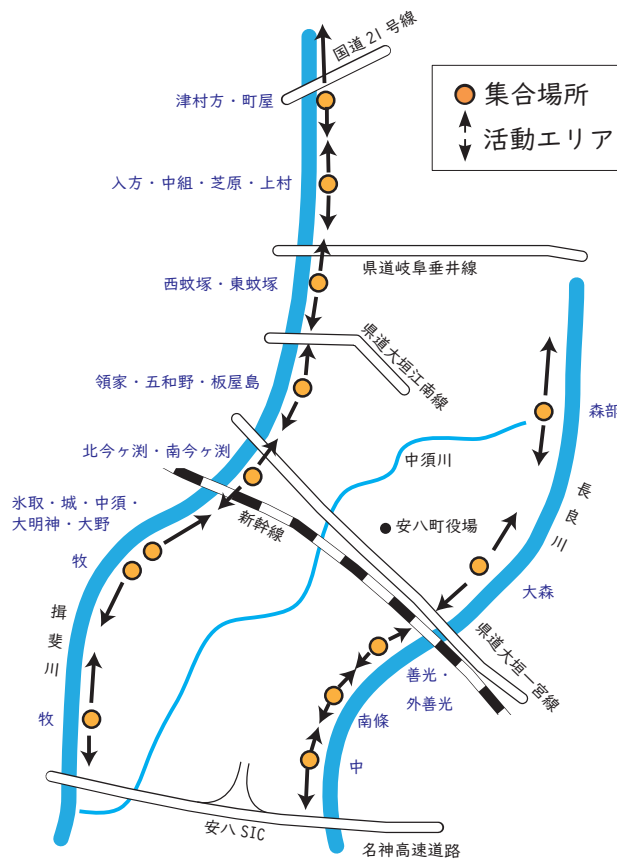 国道21号線
津村方・町屋
集合場所
活動エリア
入方・中組・芝原・上村
県道岐阜垂井線
西蚊塚・東蚊塚
県道大垣江南線
領家・五和野・板屋島
森部
北今ヶ渕・南今ヶ渕
中須川
長良川
氷取・城・中須・
大明神・大野
新幹線
安八町役場
牧
大森
揖斐川
県道大垣一宮線
善光・
外善光
牧
南條
中
安八SIC
名神高速道路